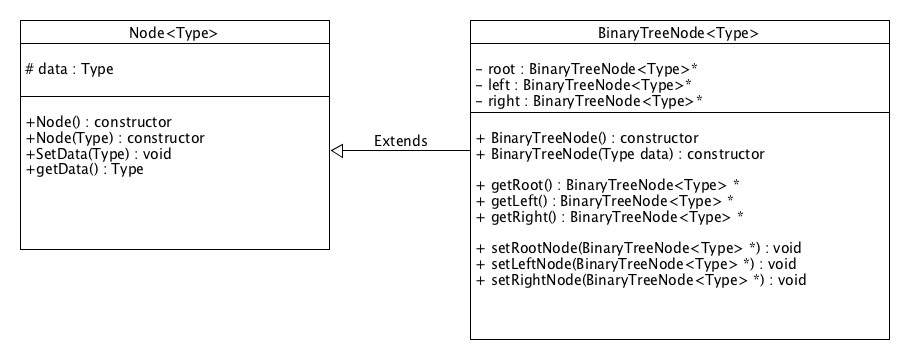 Node<Type>
# data : Type
+Node() : constructor
+Node(Type) : constructor
+SetData(Type) : void
+getData() : Type
Extends
BinaryTreeNode<Type>
- root : BinaryTreeNode<Type>*
- left : BinaryTreeNode<Type>*
- right : BinaryTreeNode<Type>*
+ BinaryTreeNode() : constructor
+ BinaryTreeNode(Type data) : constructor
+ getRoot() : BinaryTreeNode<Type> *
+ getLeft() : BinaryTreeNode<Type> *
+ getRight() : BinaryTreeNode<Type> *
+ setRootNode(BinaryTreeNode<Type> *) : void
+ setLeftNode(BinaryTreeNode<Type> *) : void
+ setRightNode(BinaryTreeNode<Type> *) : void